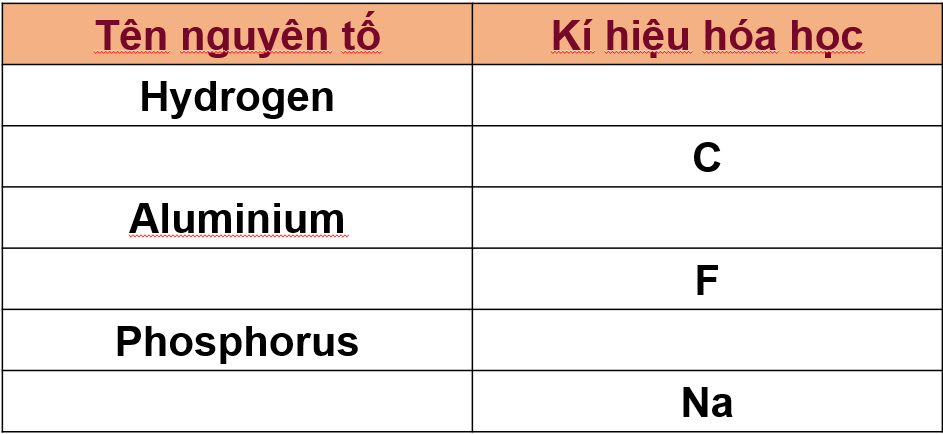 Tên nguyên tố Kí hiệu hóa học
Hydrogen
C
Aluminium
F
Phosphorus
Na